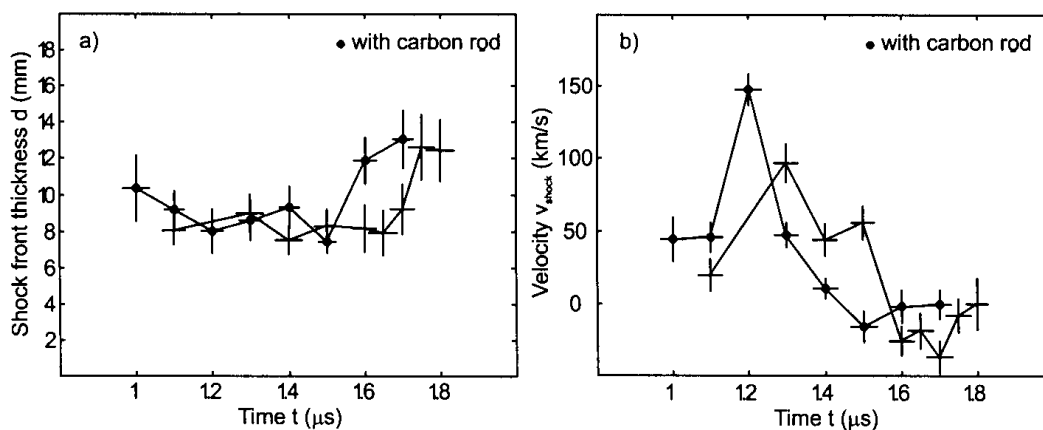 a)
with carbon rod
Shock front thickness d (mm)
18
16
14
12
10
8
6
4
2
1
1.2
1.4
1.6
1.8
Time t (μs)
b)
with carbon rod
Velocity v_shock (km/s)
150
100
50
0
1
1.2
1.4
1.6
1.8
Time t (μs)